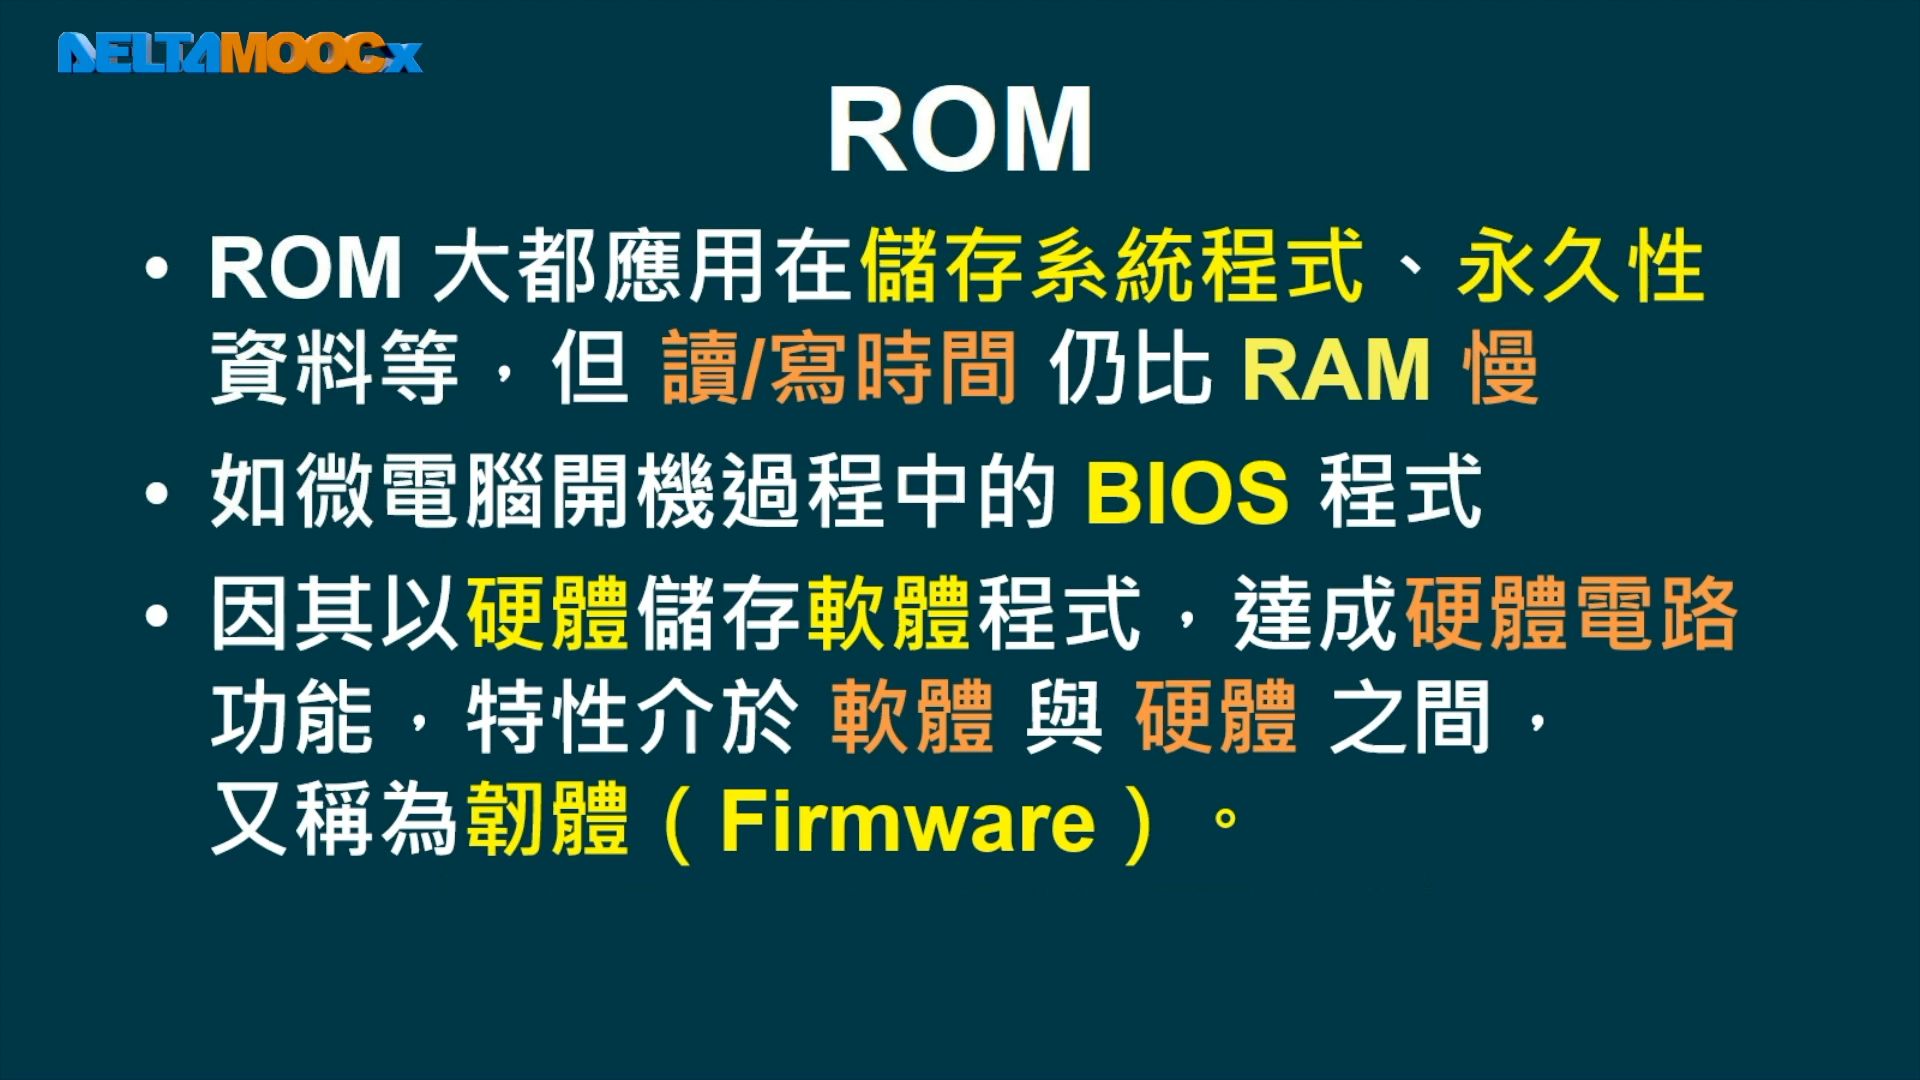 DELTAMOOCx
ROM
• ROM 大都應用在儲存系統程式、永久性
資料等，但 讀/寫時間 仍比 RAM 慢
• 如微電腦開機過程中的 BIOS 程式
• 因其以硬體儲存軟體程式，達成硬體電路
功能，特性介於 軟體 與 硬體 之間，
又稱為韌體（Firmware）。